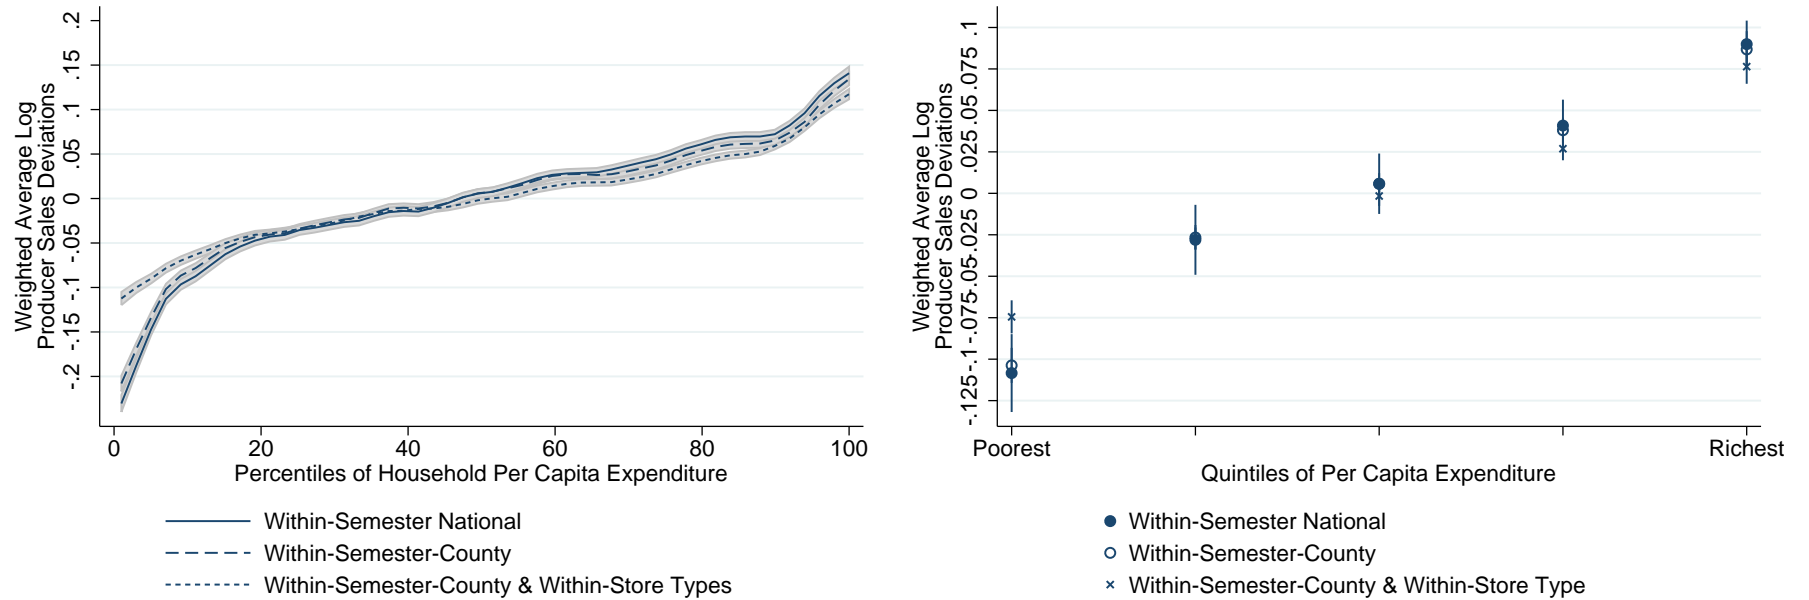 Weighted Average Log
Producer Sales Deviations
.2
.15
.1
.05
0
-.05
-.1
-.15
-.2
0 20 40 60 80 100
Percentiles of Household Per Capita Expenditure
Within-Semester National
Within-Semester-County
Within-Semester-County & Within-Store Types
Weighted Average Log
Producer Sales Deviations
.1
.075
.05
.025
0
-.025
-.05
-.075
-.1
-.125
Poorest Richest
Quintiles of Per Capita Expenditure
Within-Semester National
Within-Semester-County
Within-Semester-County & Within-Store Type